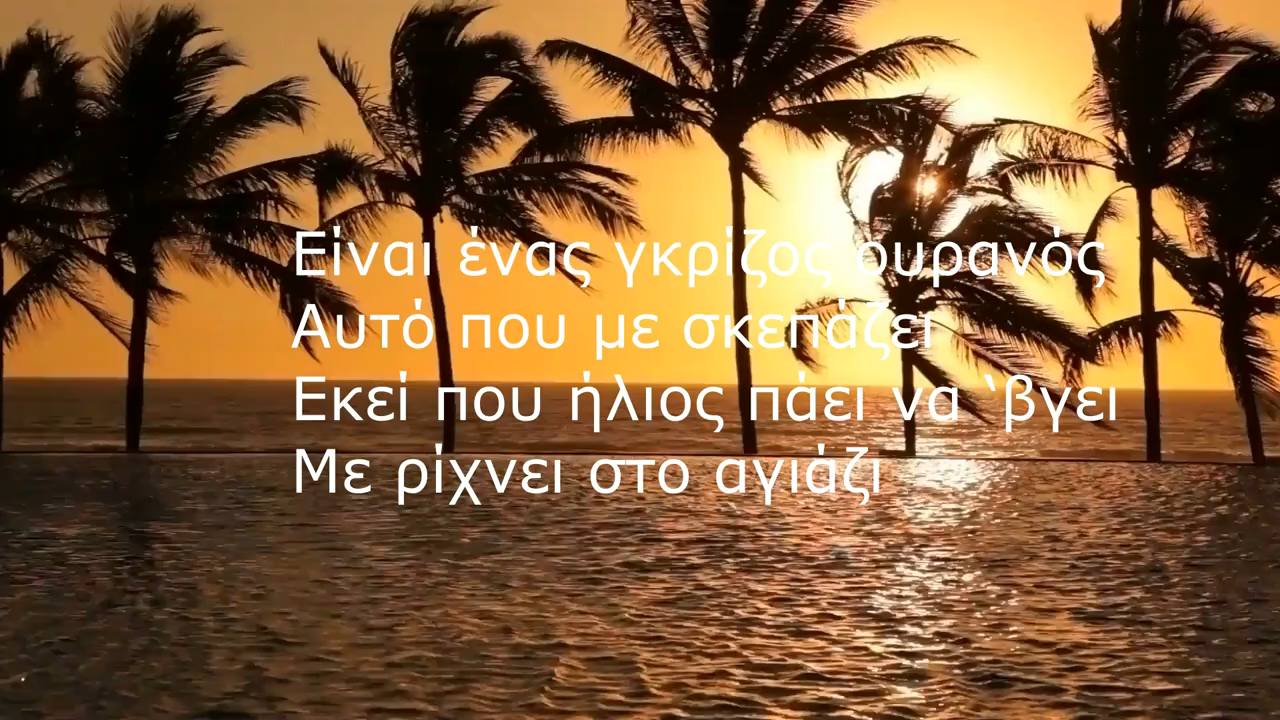 Είναι ένας γκρίζος ουρανός
Αυτό που με σκεπάζει
Εκεί που ήλιος πάει να ‛βγει
Με ρίχνει στο αγιάζι